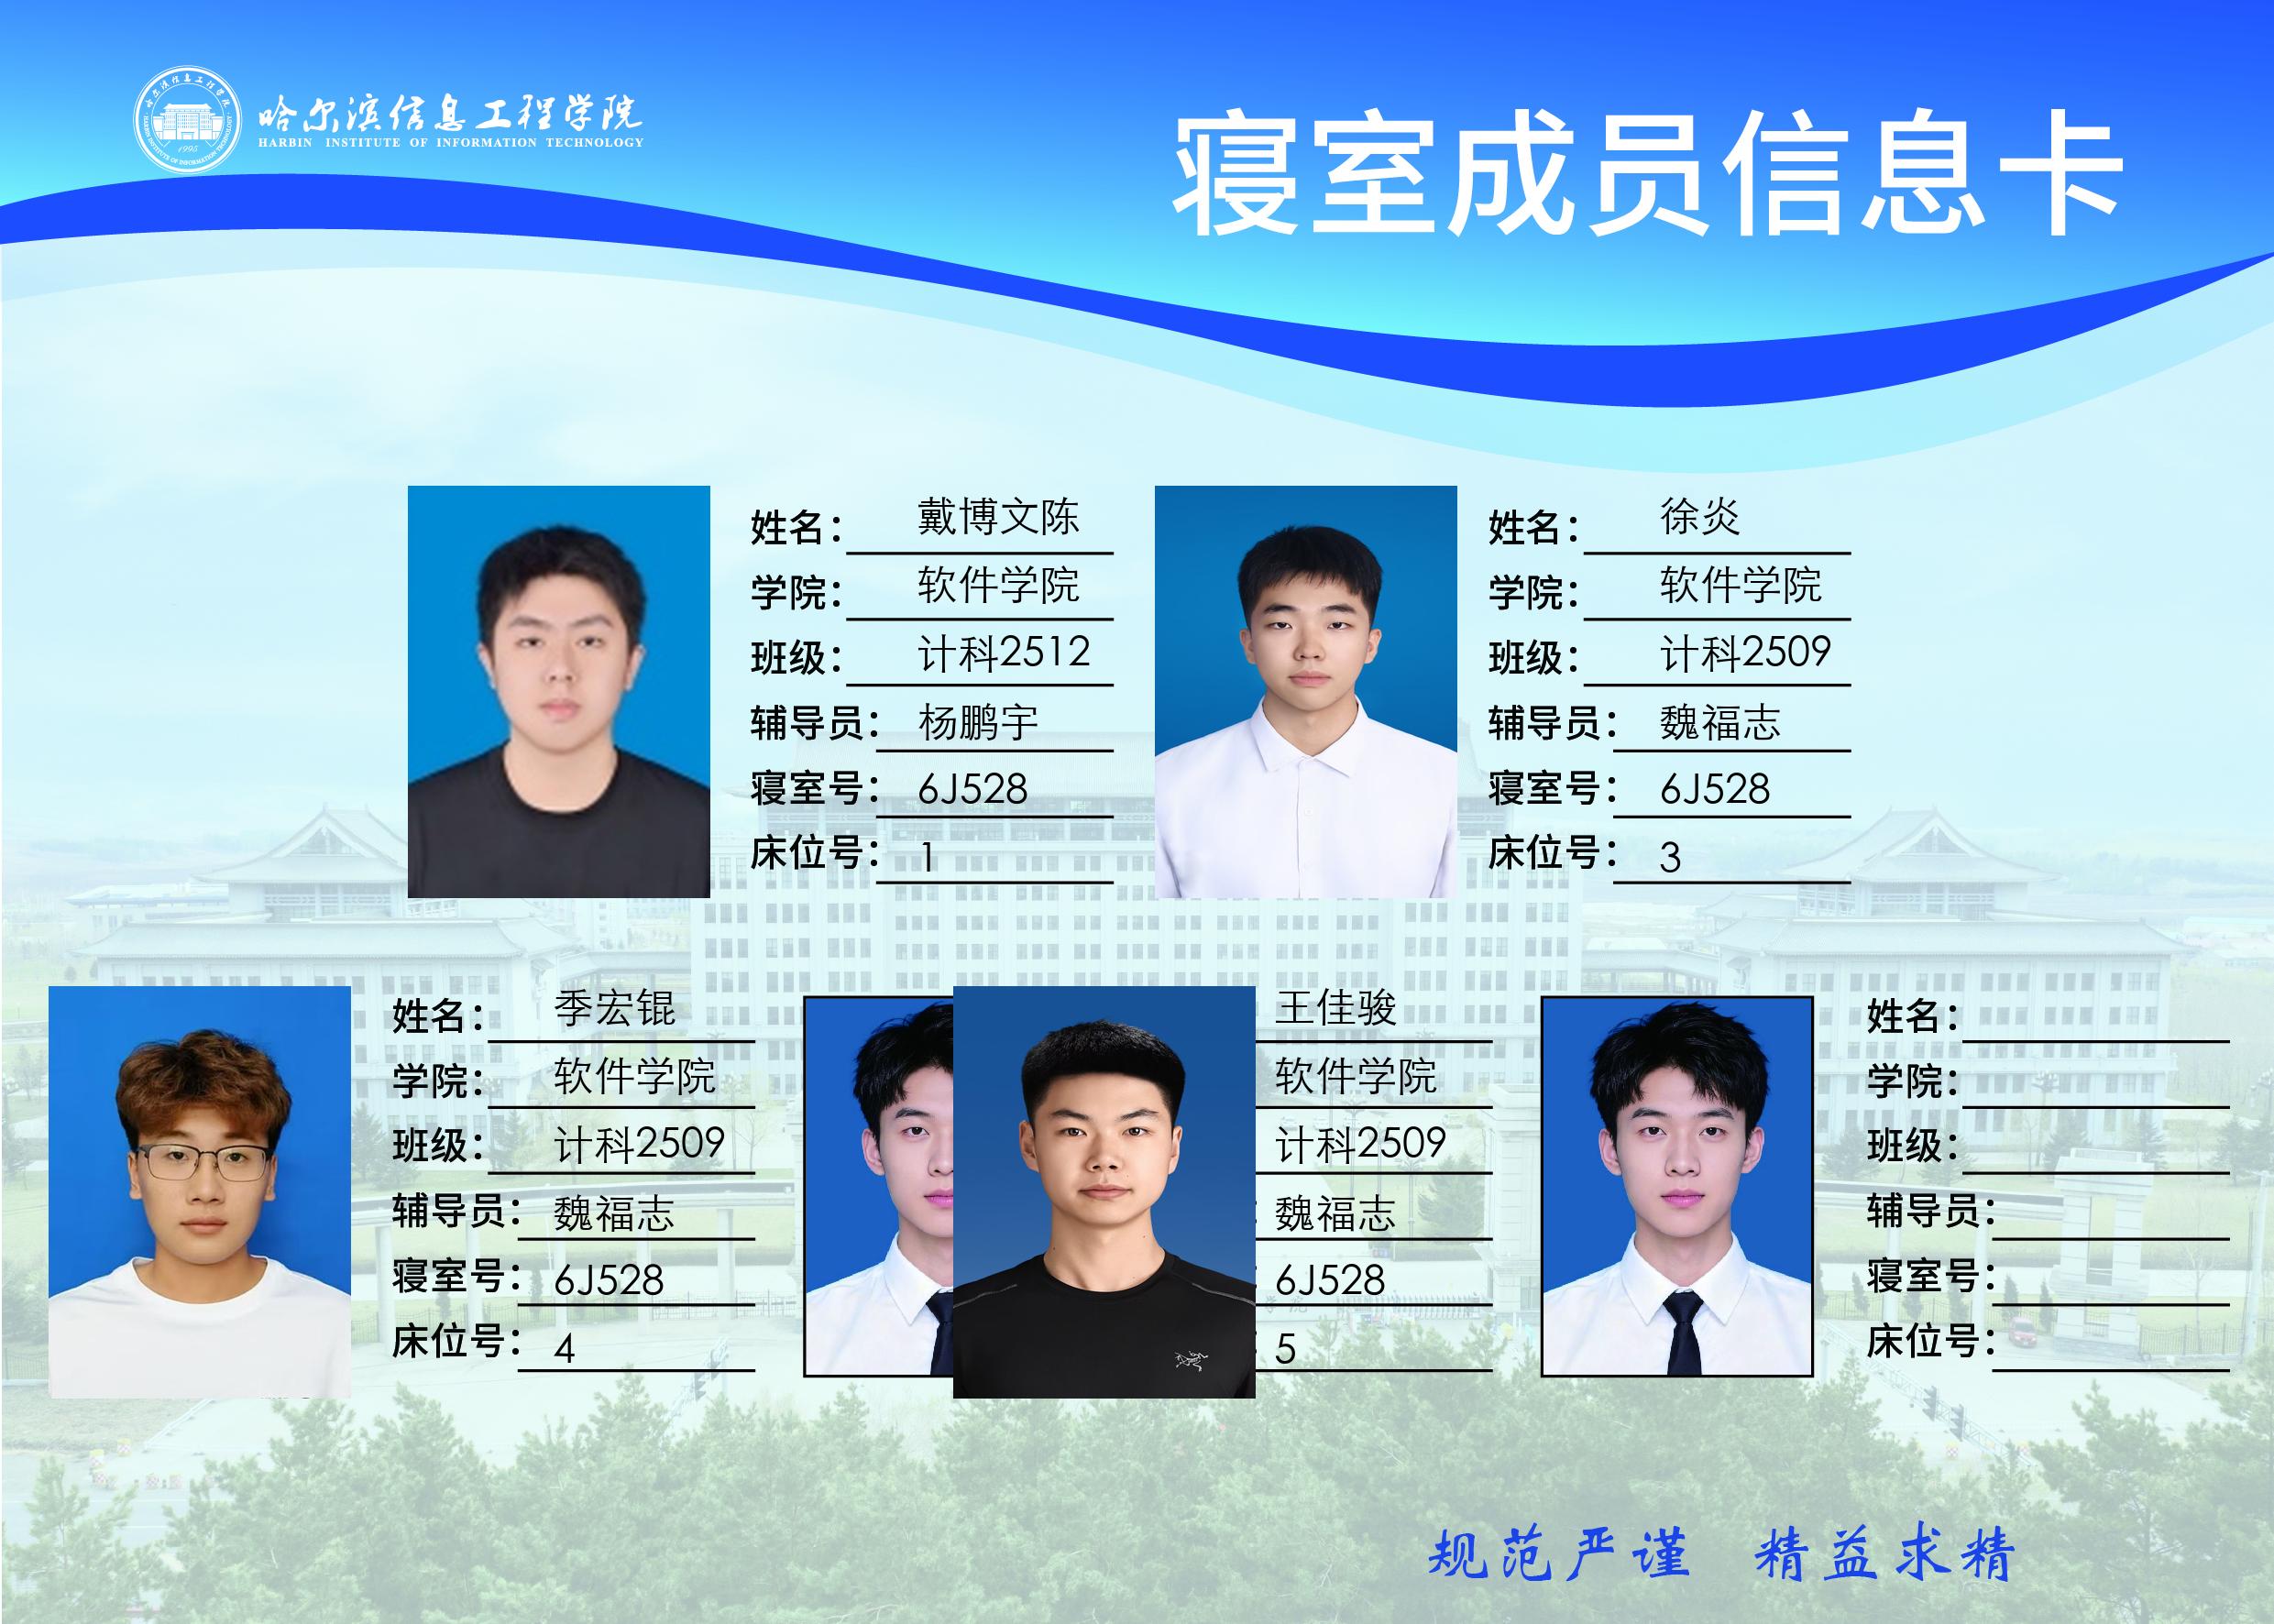 哈尔滨信息工程学院
HARBIN INSTITUTE OF INFORMATION TECHNOLOGY
1995
寝室成员信息卡
姓名： 戴博文陈
学院： 软件学院
班级： 计科2512
辅导员： 杨鹏宇
寝室号： 6J528
床位号： 1
姓名： 徐炎
学院： 软件学院
班级： 计科2509
辅导员： 魏福志
寝室号： 6J528
床位号： 3
姓名： 季宏锟
学院： 软件学院
班级： 计科2509
辅导员： 魏福志
寝室号： 6J528
床位号： 4
王佳骏
软件学院
计科2509
魏福志
6J528
5
姓名：
学院：
班级：
辅导员：
寝室号：
床位号：
规范严谨 精益求精